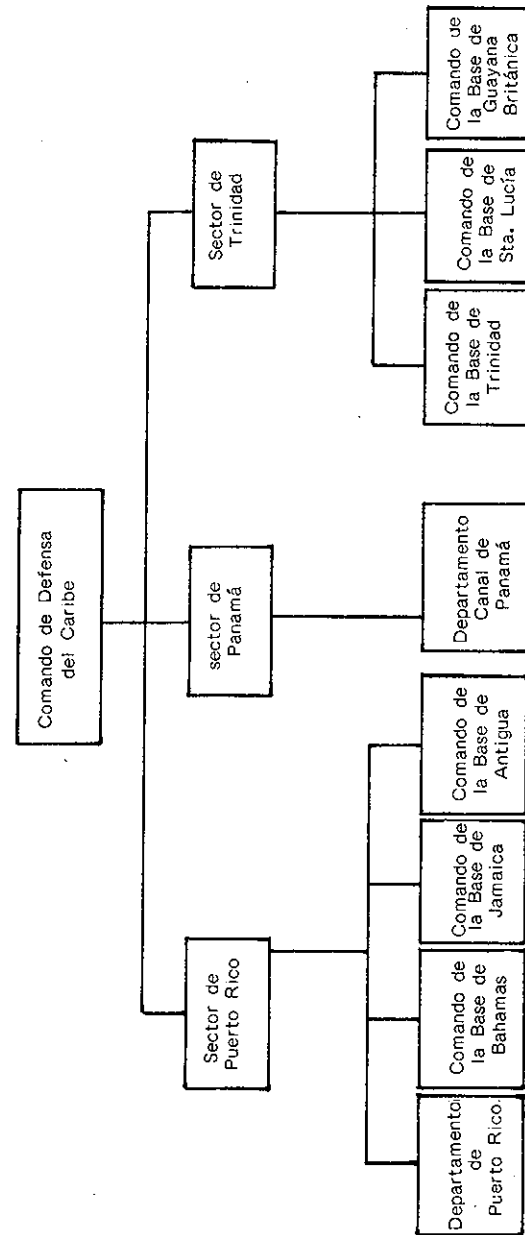 Comando de Defensa
del Caribe
Sector de
Puerto Rico
sector de
Panamá
Sector de
Trinidad
Departamento
de
Puerto Rico.
Comando de
la Base de
Bahamas
Comando de
la Base de
Jamaica
Comando de
la Base de
Antigua
Departamento
Canal de
Panamá
Comando de
la Base de
Trinidad
Comando de
la Base de
Sta. Lucía
Comando de
la Base de
Guayana
Británica